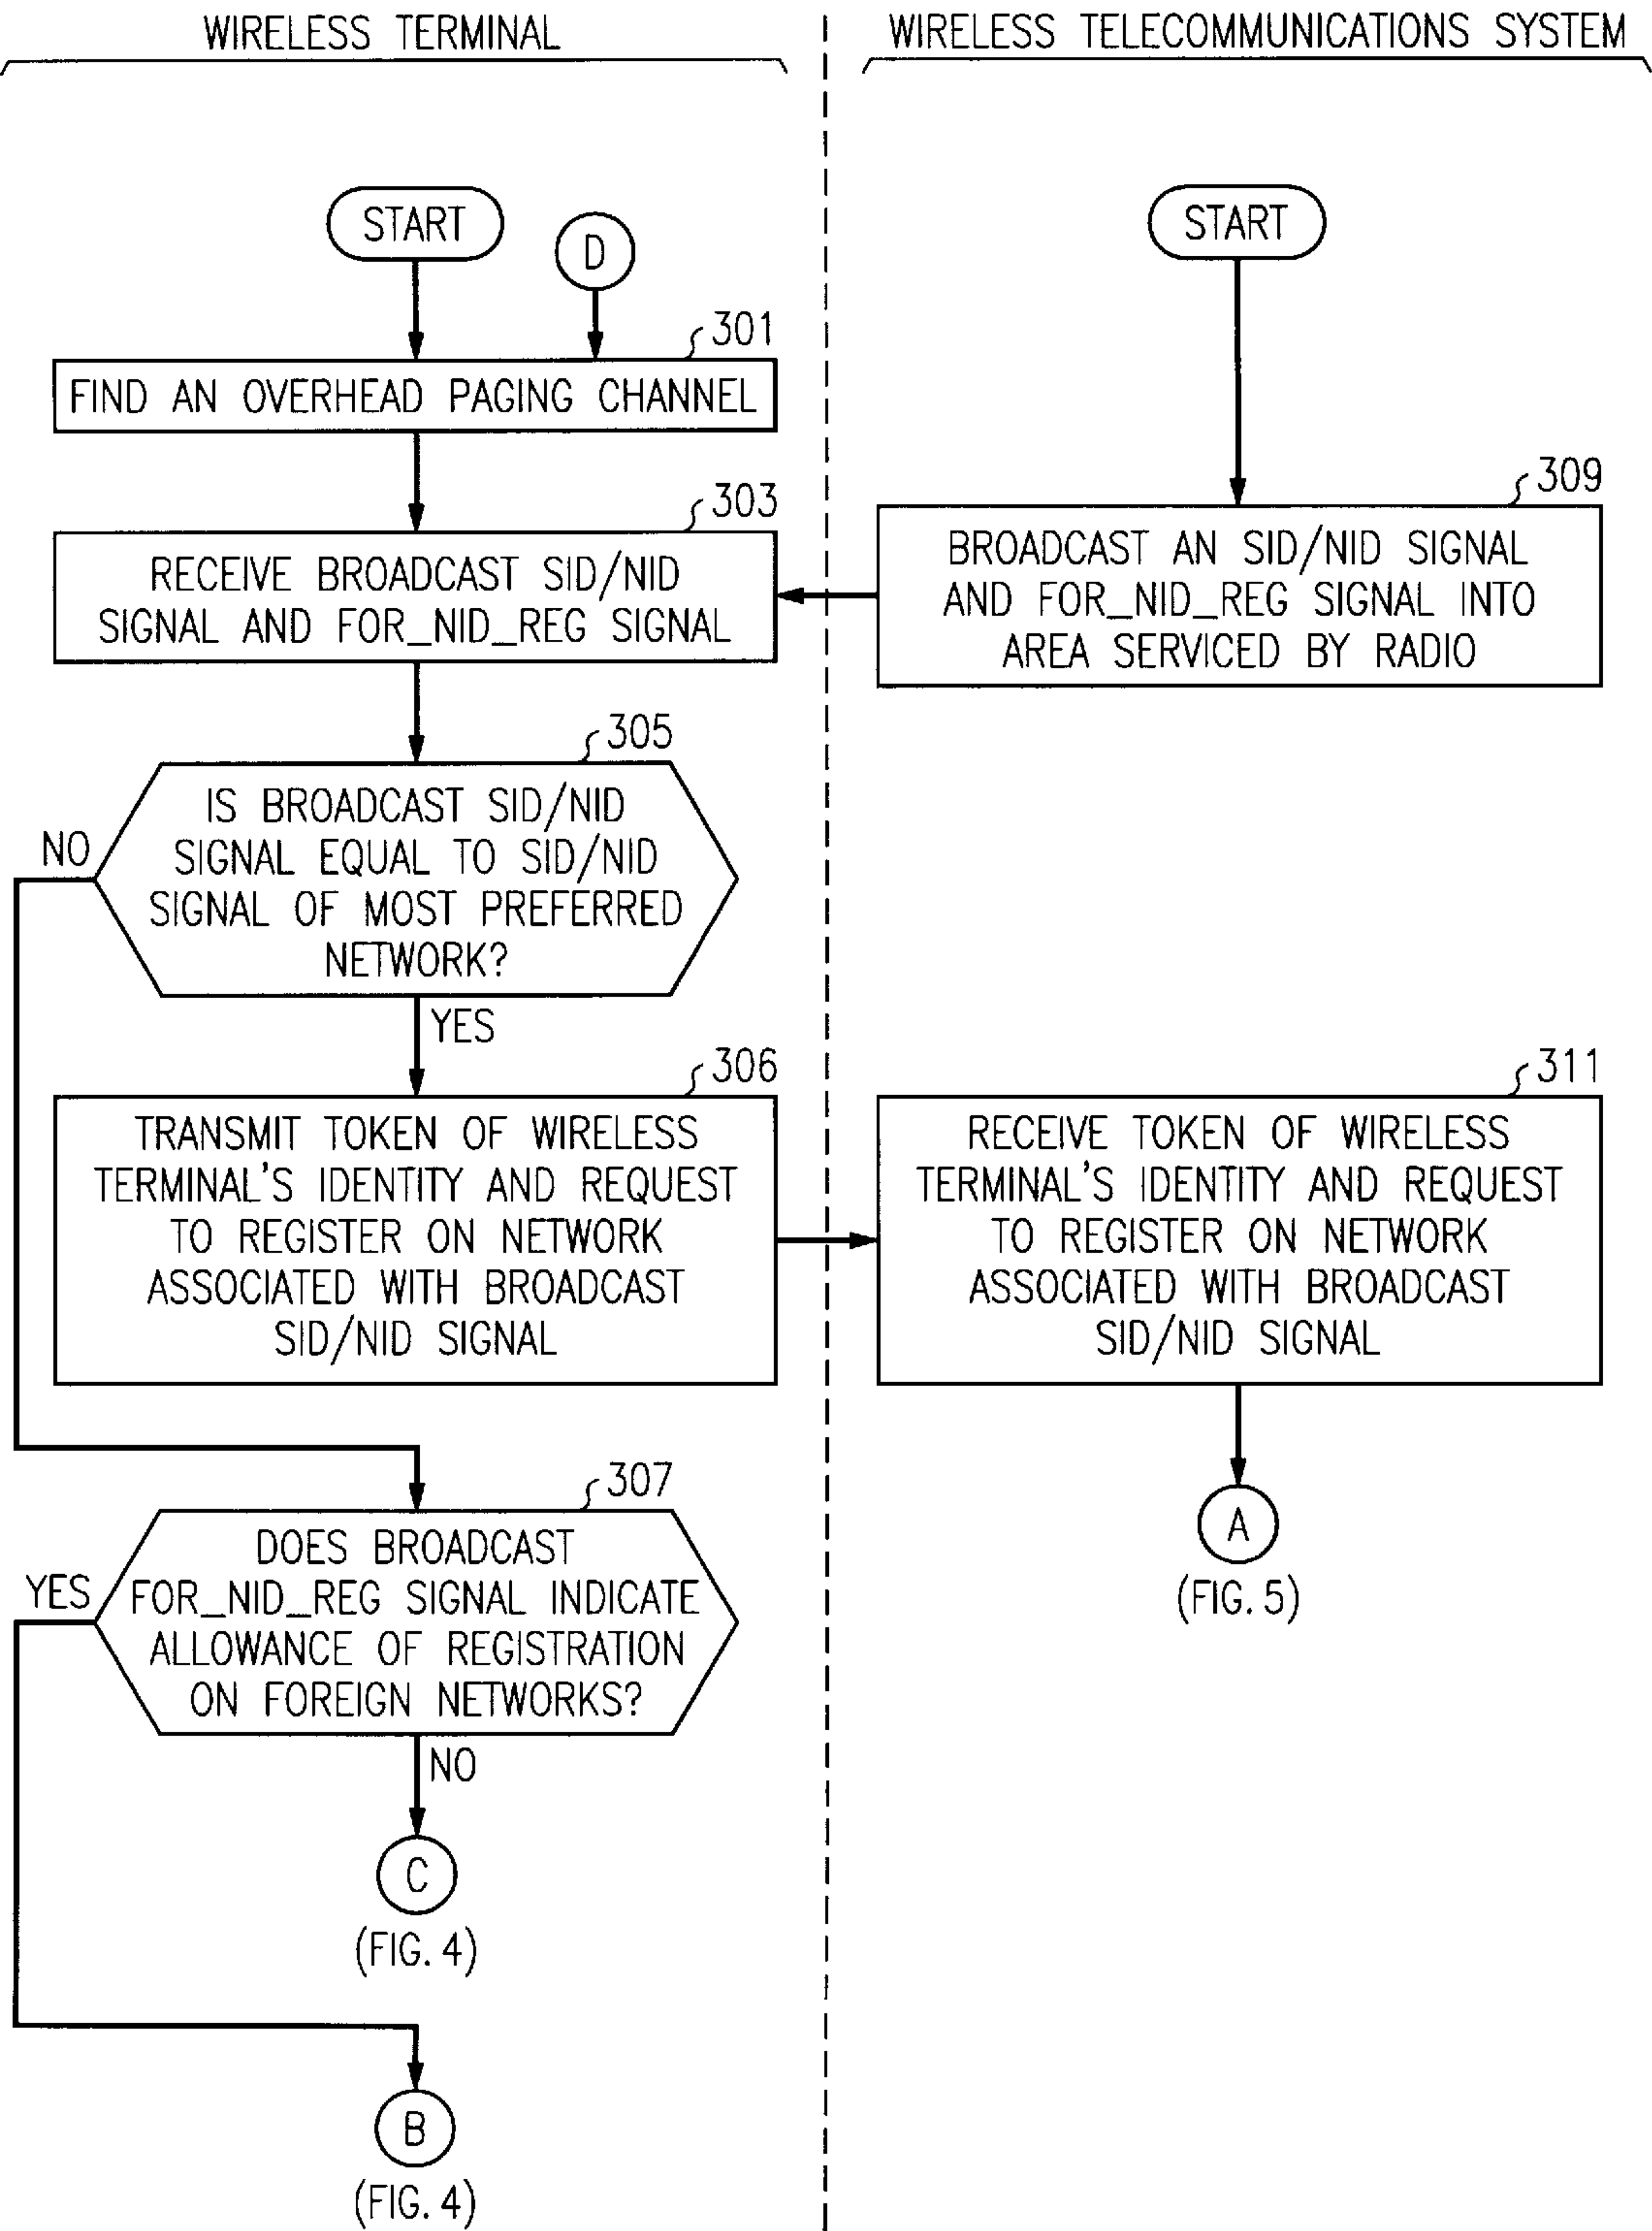 WIRELESS TERMINAL
WIRELESS TELECOMMUNICATIONS SYSTEM
START
D
START
301
FIND AN OVERHEAD PAGING CHANNEL
303
RECEIVE BROADCAST SID/NID
SIGNAL AND FOR_NID_REG SIGNAL
309
BROADCAST AN SID/NID SIGNAL
AND FOR_NID_REG SIGNAL INTO
AREA SERVICED BY RADIO
305
IS BROADCAST SID/NID
SIGNAL EQUAL TO SID/NID
SIGNAL OF MOST PREFERRED
NETWORK?
NO
YES
306
TRANSMIT TOKEN OF WIRELESS
TERMINAL'S IDENTITY AND REQUEST
TO REGISTER ON NETWORK
ASSOCIATED WITH BROADCAST
SID/NID SIGNAL
311
RECEIVE TOKEN OF WIRELESS
TERMINAL'S IDENTITY AND REQUEST
TO REGISTER ON NETWORK
ASSOCIATED WITH BROADCAST
SID/NID SIGNAL
A
(FIG. 5)
307
DOES BROADCAST
FOR_NID_REG SIGNAL INDICATE
ALLOWANCE OF REGISTRATION
ON FOREIGN NETWORKS?
YES
NO
C
(FIG. 4)
B
(FIG. 4)